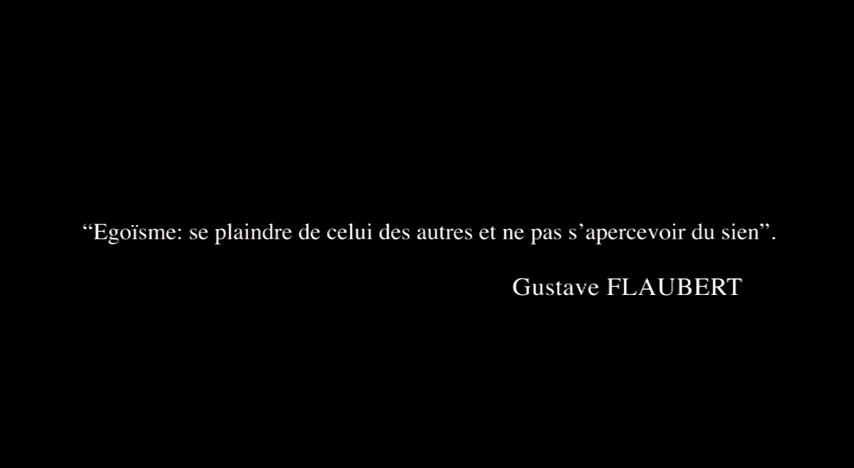 “Egoïsme: se plaindre de celui des autres et ne pas s’apercevoir du sien”.
Gustave FLAUBERT